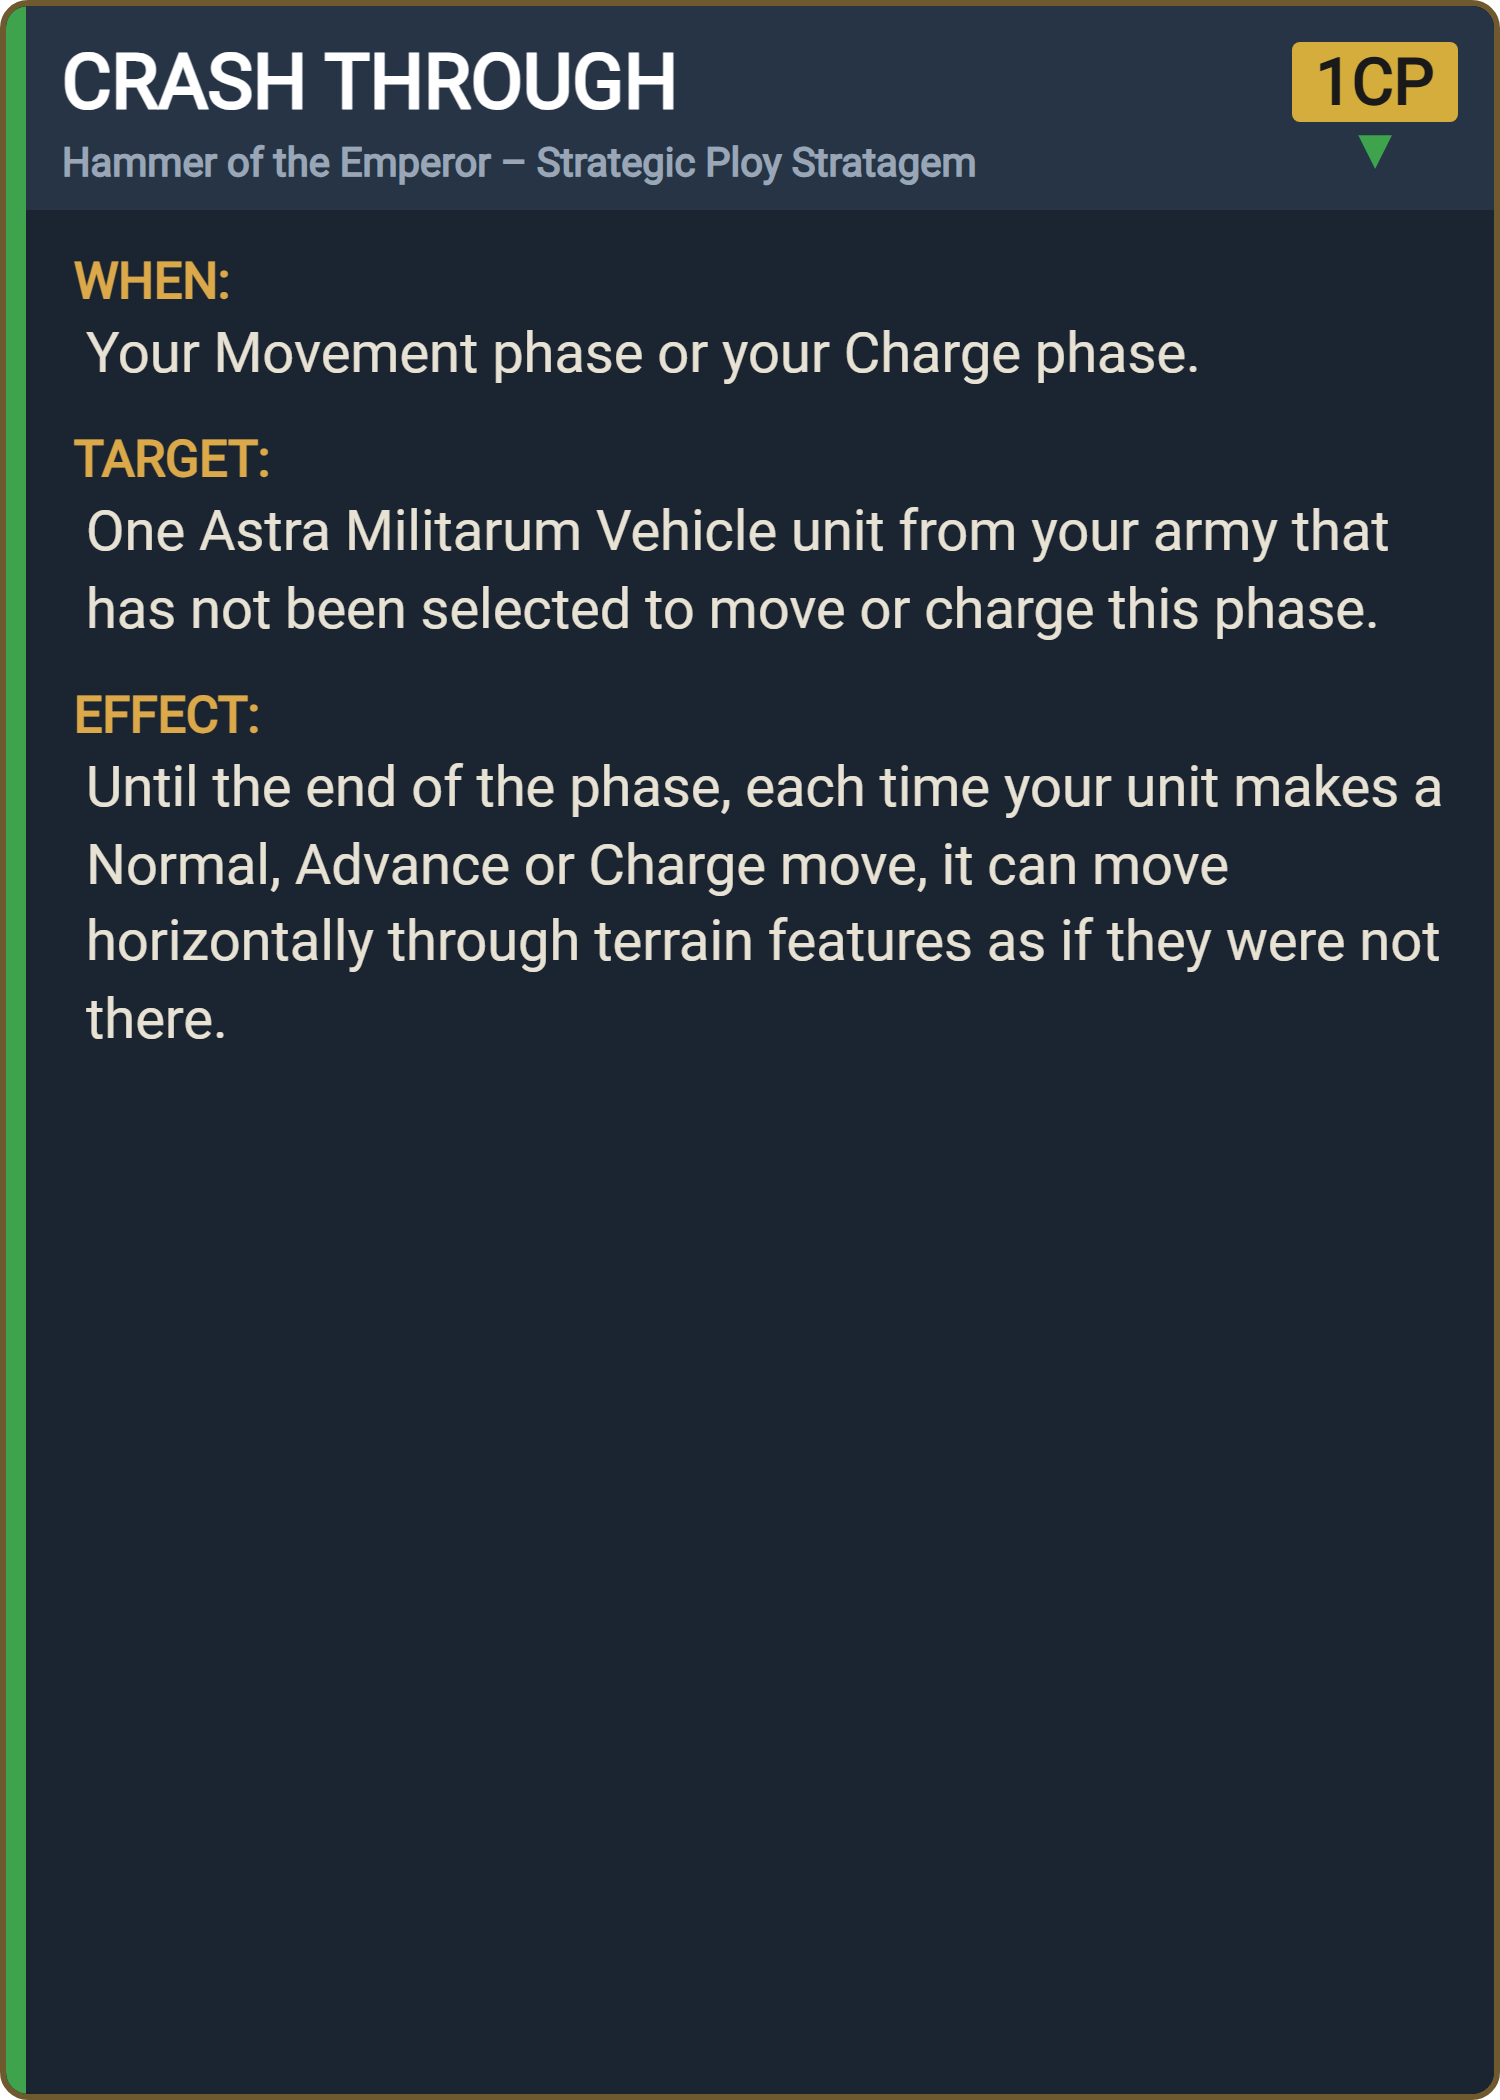 CRASH THROUGH
1CP
Hammer of the Emperor – Strategic Ploy Stratagem
WHEN:
Your Movement phase or your Charge phase.
TARGET:
One Astra Militarum Vehicle unit from your army that
has not been selected to move or charge this phase.
EFFECT:
Until the end of the phase, each time your unit makes a
Normal, Advance or Charge move, it can move
horizontally through terrain features as if they were not
there.